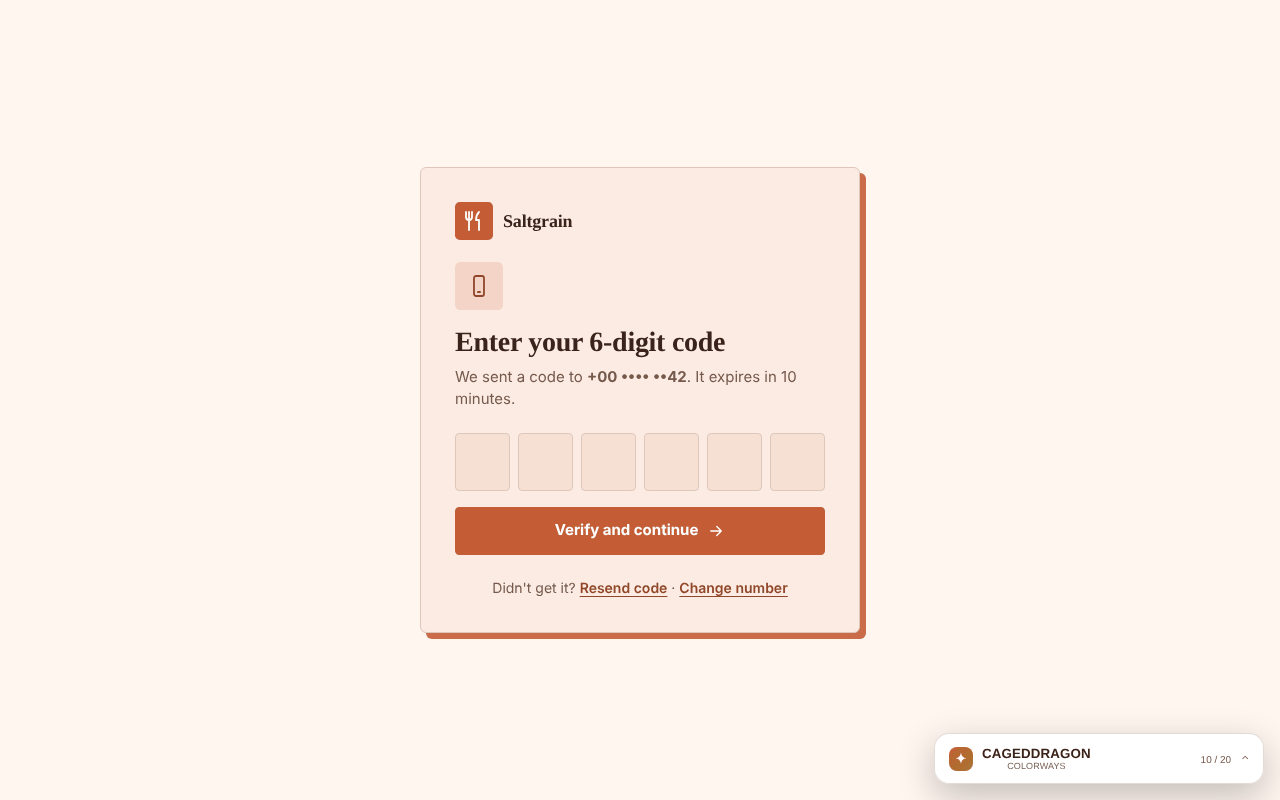 Saltgrain
Enter your 6-digit code
We sent a code to +00 •••• ••42. It expires in 10
minutes.
Verify and continue →
Didn't get it? Resend code · Change number
CAGEDDRAGON
COLORWAYS
10 / 20